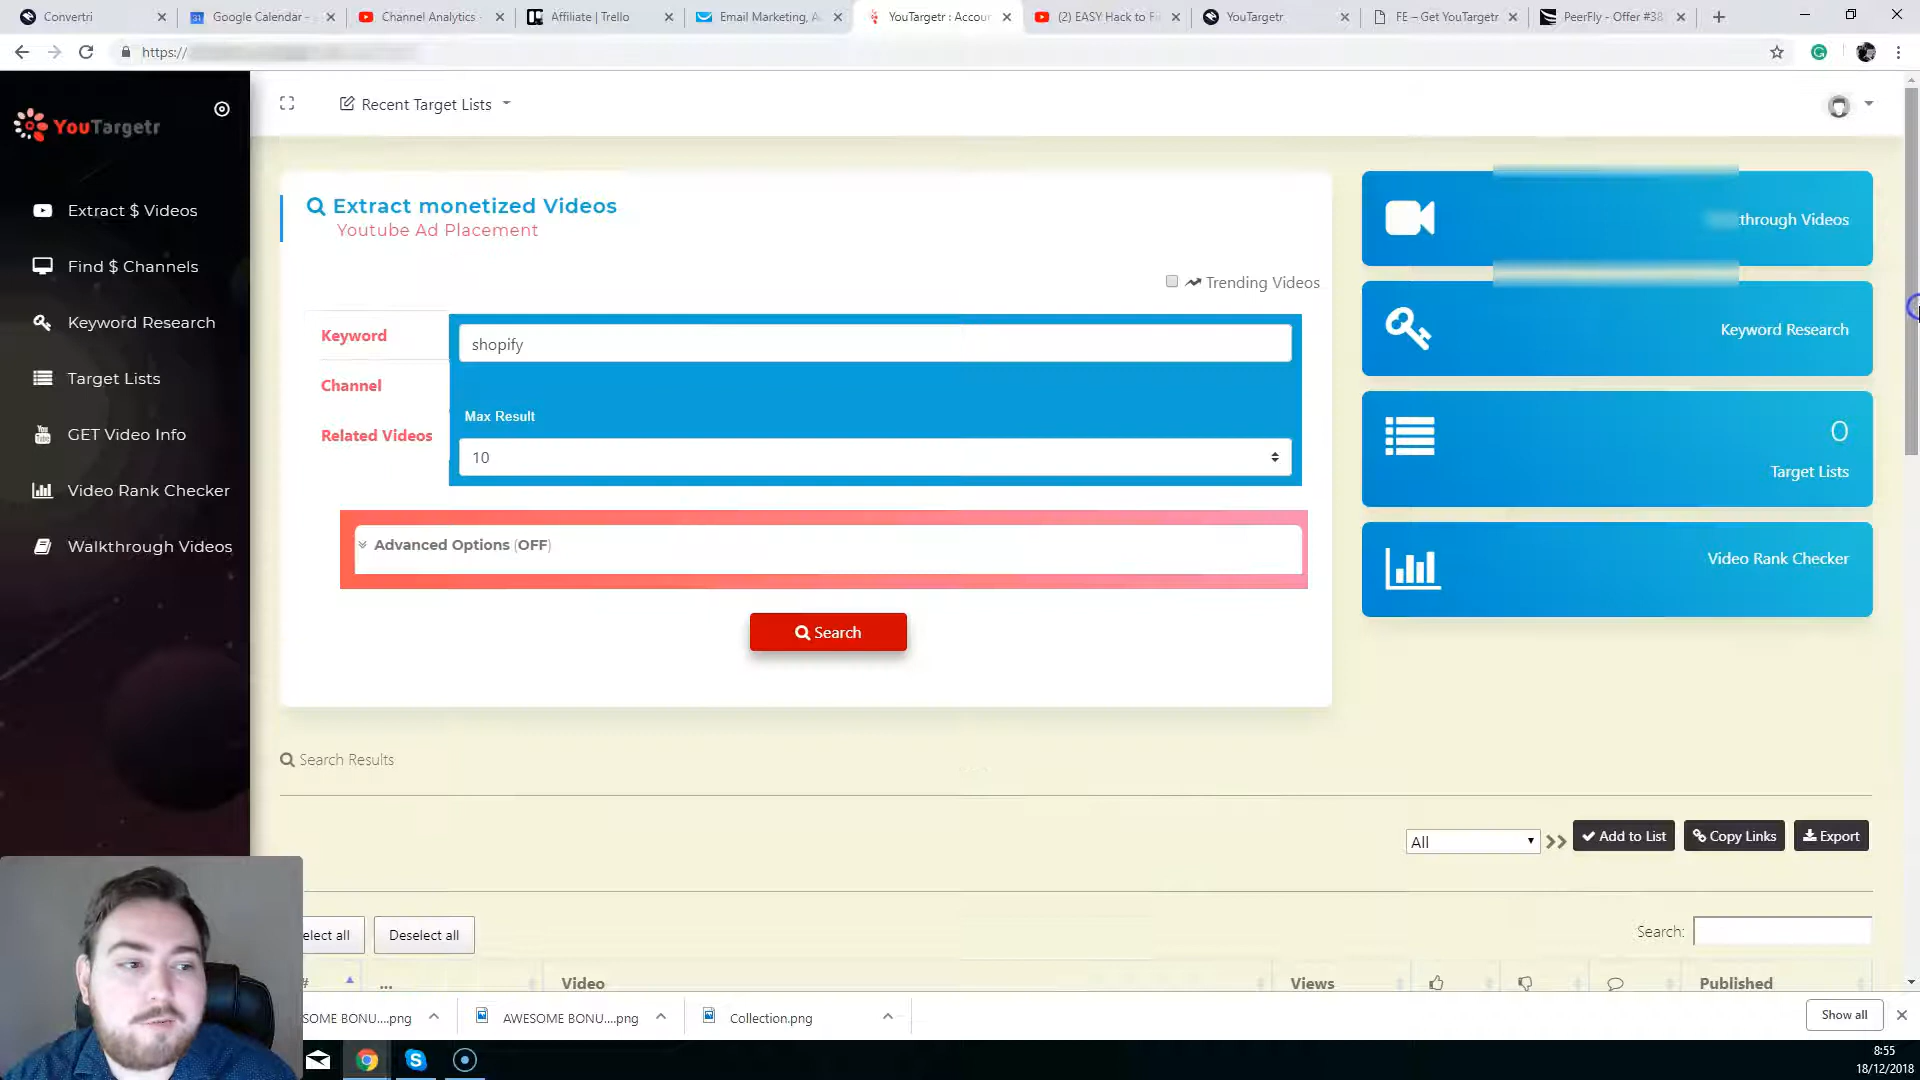 Convertri
Google Calendar -
Channel Analytics -
Affiliate | Trello
Email Marketing, A
YouTargetr : Accou
(2) EASY Hack to F
YouTargetr
FE – Get YouTargetr
PeerFly - Offer #38
https://
YouTargetr
Recent Target Lists
Extract $ Videos
Find $ Channels
Keyword Research
Target Lists
GET Video Info
Video Rank Checker
Walkthrough Videos
Extract monetized Videos
Youtube Ad Placement
Trending Videos
Keyword
shopify
Channel
Max Result
Related Videos
10
Advanced Options (OFF)
Search
through Videos
Keyword Research
0
Target Lists
Video Rank Checker
Search Results
All
>>
Add to List
Copy Links
Export
elect all
Deselect all
Search:
#
...
Video
Views
Published
SOME BONU....png
AWESOME BONU....png
Collection.png
Show all
8:55
18/12/2018